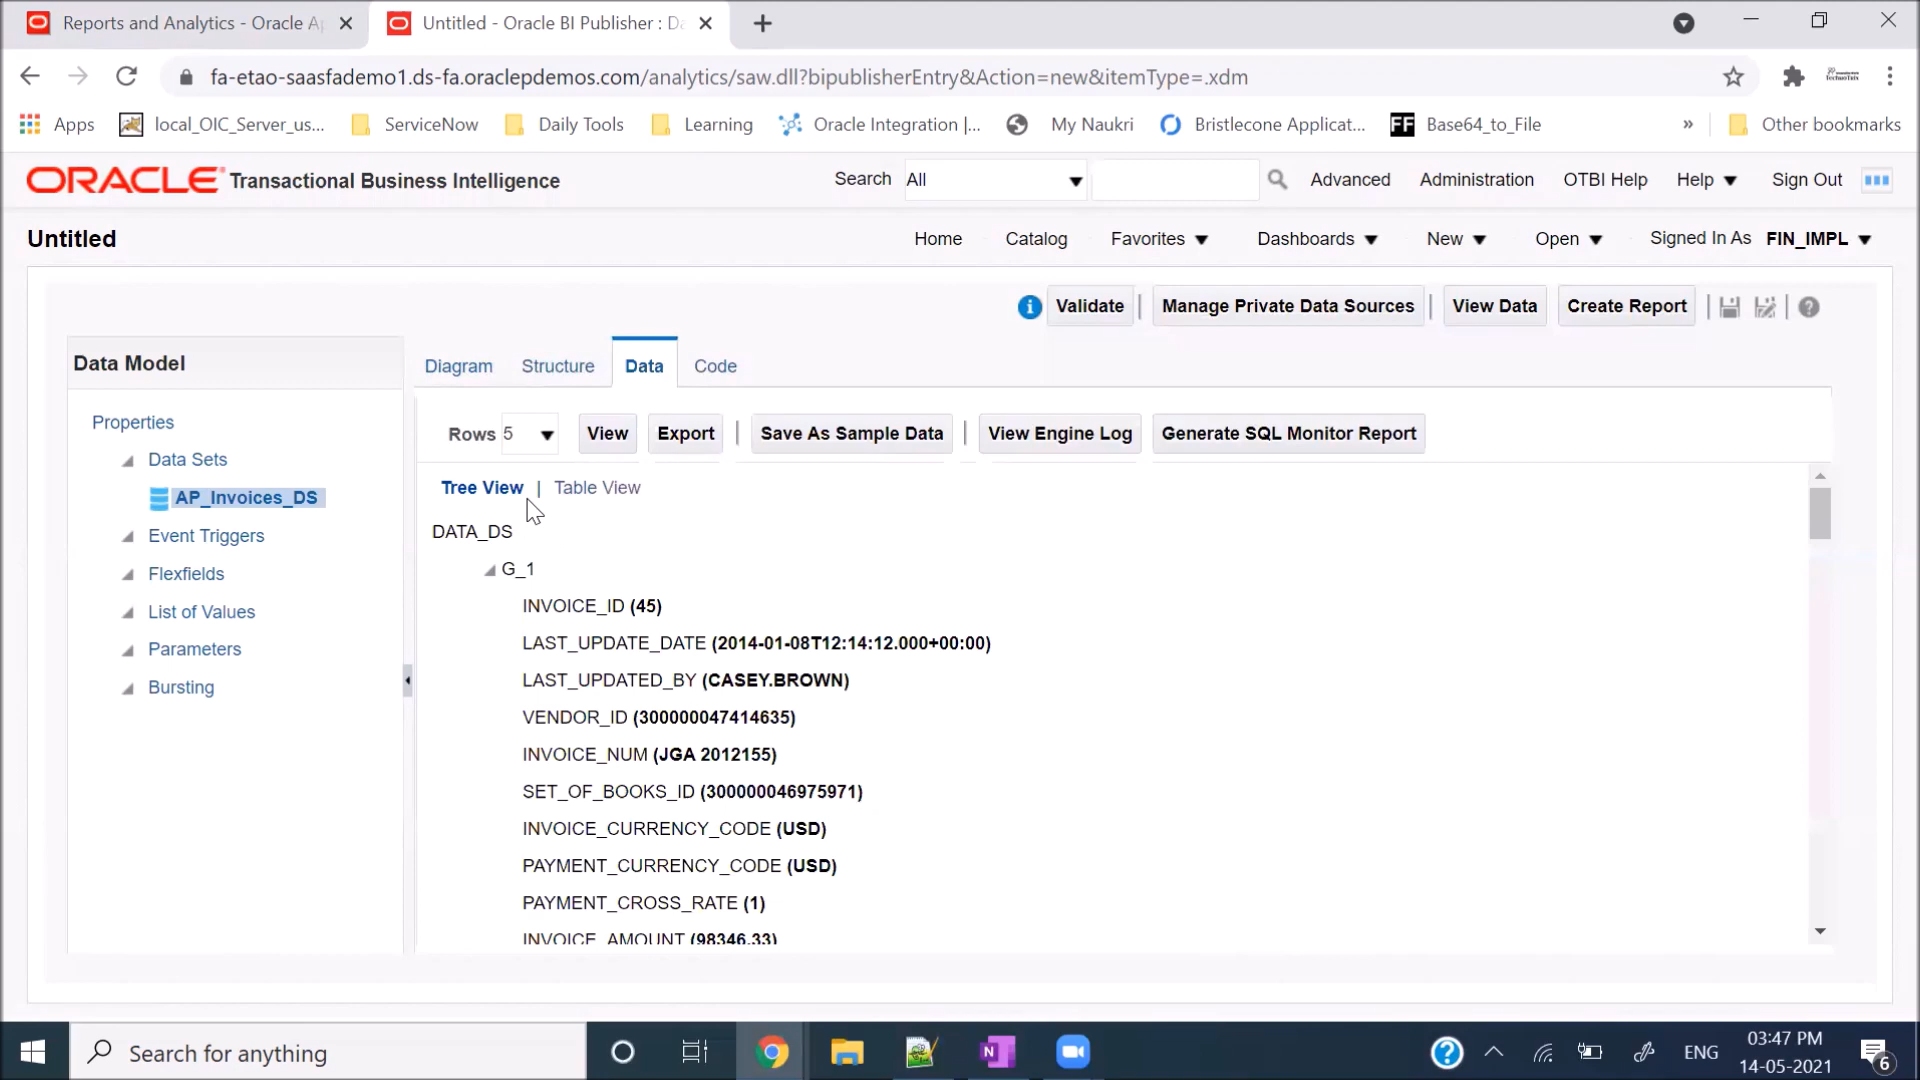 Reports and Analytics - Oracle A
Untitled - Oracle BI Publisher : Da
fa-etao-saasfademo1.ds-fa.oraclepdemos.com/analytics/saw.dll?bipublisherEntry&Action=new&itemType=.xdm
Apps local_OIC_Server_us... ServiceNow Daily Tools Learning Oracle Integration |... My Naukri Bristlecone Applicat... FF Base64_to_File » Other bookmarks
ORACLE Transactional Business Intelligence
Search All Advanced Administration OTBI Help Help Sign Out
Untitled
Home Catalog Favorites Dashboards New Open Signed In As FIN_IMPL
Validate Manage Private Data Sources View Data Create Report
Data Model
Properties
Data Sets
AP_Invoices_DS
Event Triggers
Flexfields
List of Values
Parameters
Bursting
Diagram Structure Data Code
Rows 5 View Export Save As Sample Data View Engine Log Generate SQL Monitor Report
Tree View | Table View
DATA_DS
G_1
INVOICE_ID (45)
LAST_UPDATE_DATE (2014-01-08T12:14:12.000+00:00)
LAST_UPDATED_BY (CASEY.BROWN)
VENDOR_ID (300000047414635)
INVOICE_NUM (JGA 2012155)
SET_OF_BOOKS_ID (300000046975971)
INVOICE_CURRENCY_CODE (USD)
PAYMENT_CURRENCY_CODE (USD)
PAYMENT_CROSS_RATE (1)
INVOICE_AMOUNT (98346.33)
Search for anything
ENG
03:47 PM
14-05-2021
6